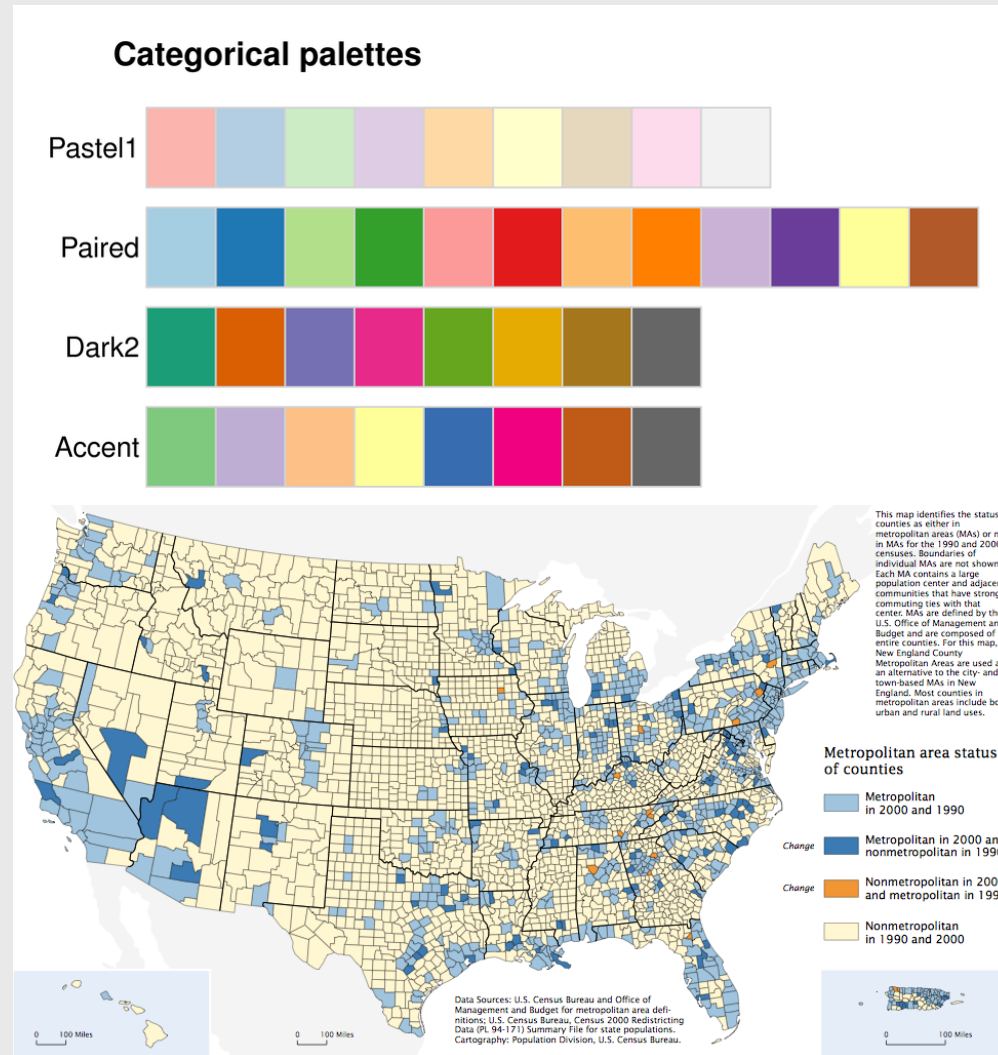 Categorical palettes
Pastel1
Paired
Dark2
Accent
This map identifies the status
counties as either in
metropolitan areas (MAs) or n
in MAs for the 1990 and 2000
censuses. Boundaries of
individual MAs are not shown
Each MA contains a large
population center and adjacen
communities that have strong
commuting ties with that
center. MAs are defined by the
U.S. Office of Management an
Budget and are composed of
entire counties. For this map,
New England County
Metropolitan Areas are used a
an alternative to the city- and
town-based MAs in New
England. Most counties in
metropolitan areas include bo
urban and rural land uses.
Metropolitan area status
of counties
Metropolitan
in 2000 and 1990
Change
Metropolitan in 2000 an
nonmetropolitan in 1990
Change
Nonmetropolitan in 200
and metropolitan in 199
Nonmetropolitan
in 1990 and 2000
Data Sources: U.S. Census Bureau and Office of
Management and Budget for metropolitan area defi-
nitions; U.S. Census Bureau, Census 2000 Redistricting
Data (PL 94-171) Summary File for state populations.
Cartography: Population Division, U.S. Census Bureau.
0 100 Miles
0 100 Miles
0 100 Miles